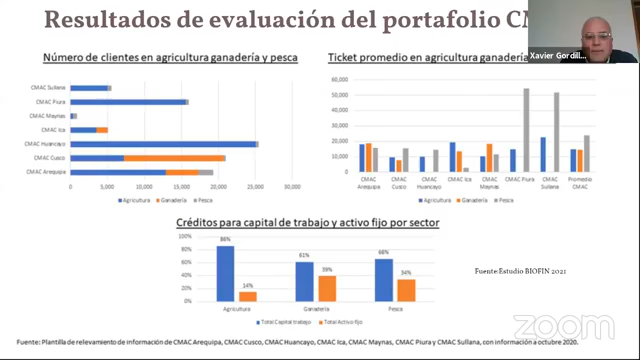 Resultados de evaluación del portafolio CM
Xavier Gordill...
Número de clientes en agricultura ganadería y pesca
CMAC Sullana
CMAC Piura
CMAC Maynas
CMAC Ica
CMAC Huancayo
CMAC Cusco
CMAC Arequipa
0 5,000 10,000 15,000 20,000 25,000 30,000
Agricultura Ganadería Pesca
Ticket promedio en agricultura ganadería
60,000
50,000
40,000
30,000
20,000
10,000
CMAC Arequipa
CMAC Cusco
CMAC Huancayo
CMAC Ica
CMAC Maynas
CMAC Piura
CMAC Sullana
Promedio CMAC
Agricultura Ganadería Pesca
Créditos para capital de trabajo y activo fijo por sector
100%
80%
60%
40%
20%
0%
86% 14% 61% 39% 66% 34%
Agricultura Ganadería Pesca
Total Capital trabajo Total Activo fijo
Fuente:Estudio BIOFIN 2021
zoom
Fuente: Plantilla de relevamiento de información de CMAC Arequipa, CMAC Cusco, CMAC Huancayo, CMAC Ica, CMAC Maynas, CMAC Piura y CMAC Sullana, con información a octubre 2020.